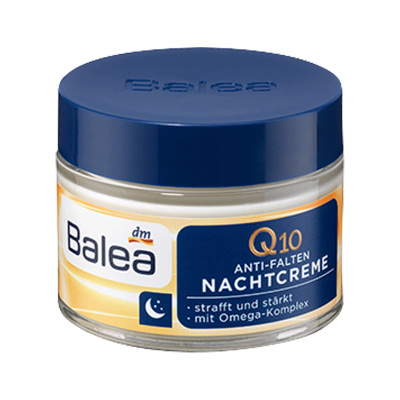 Balea
dm
Balea
Q10
ANTI-FALTEN
NACHTCREME
• strafft und stärkt
• mit Omega-Komplex